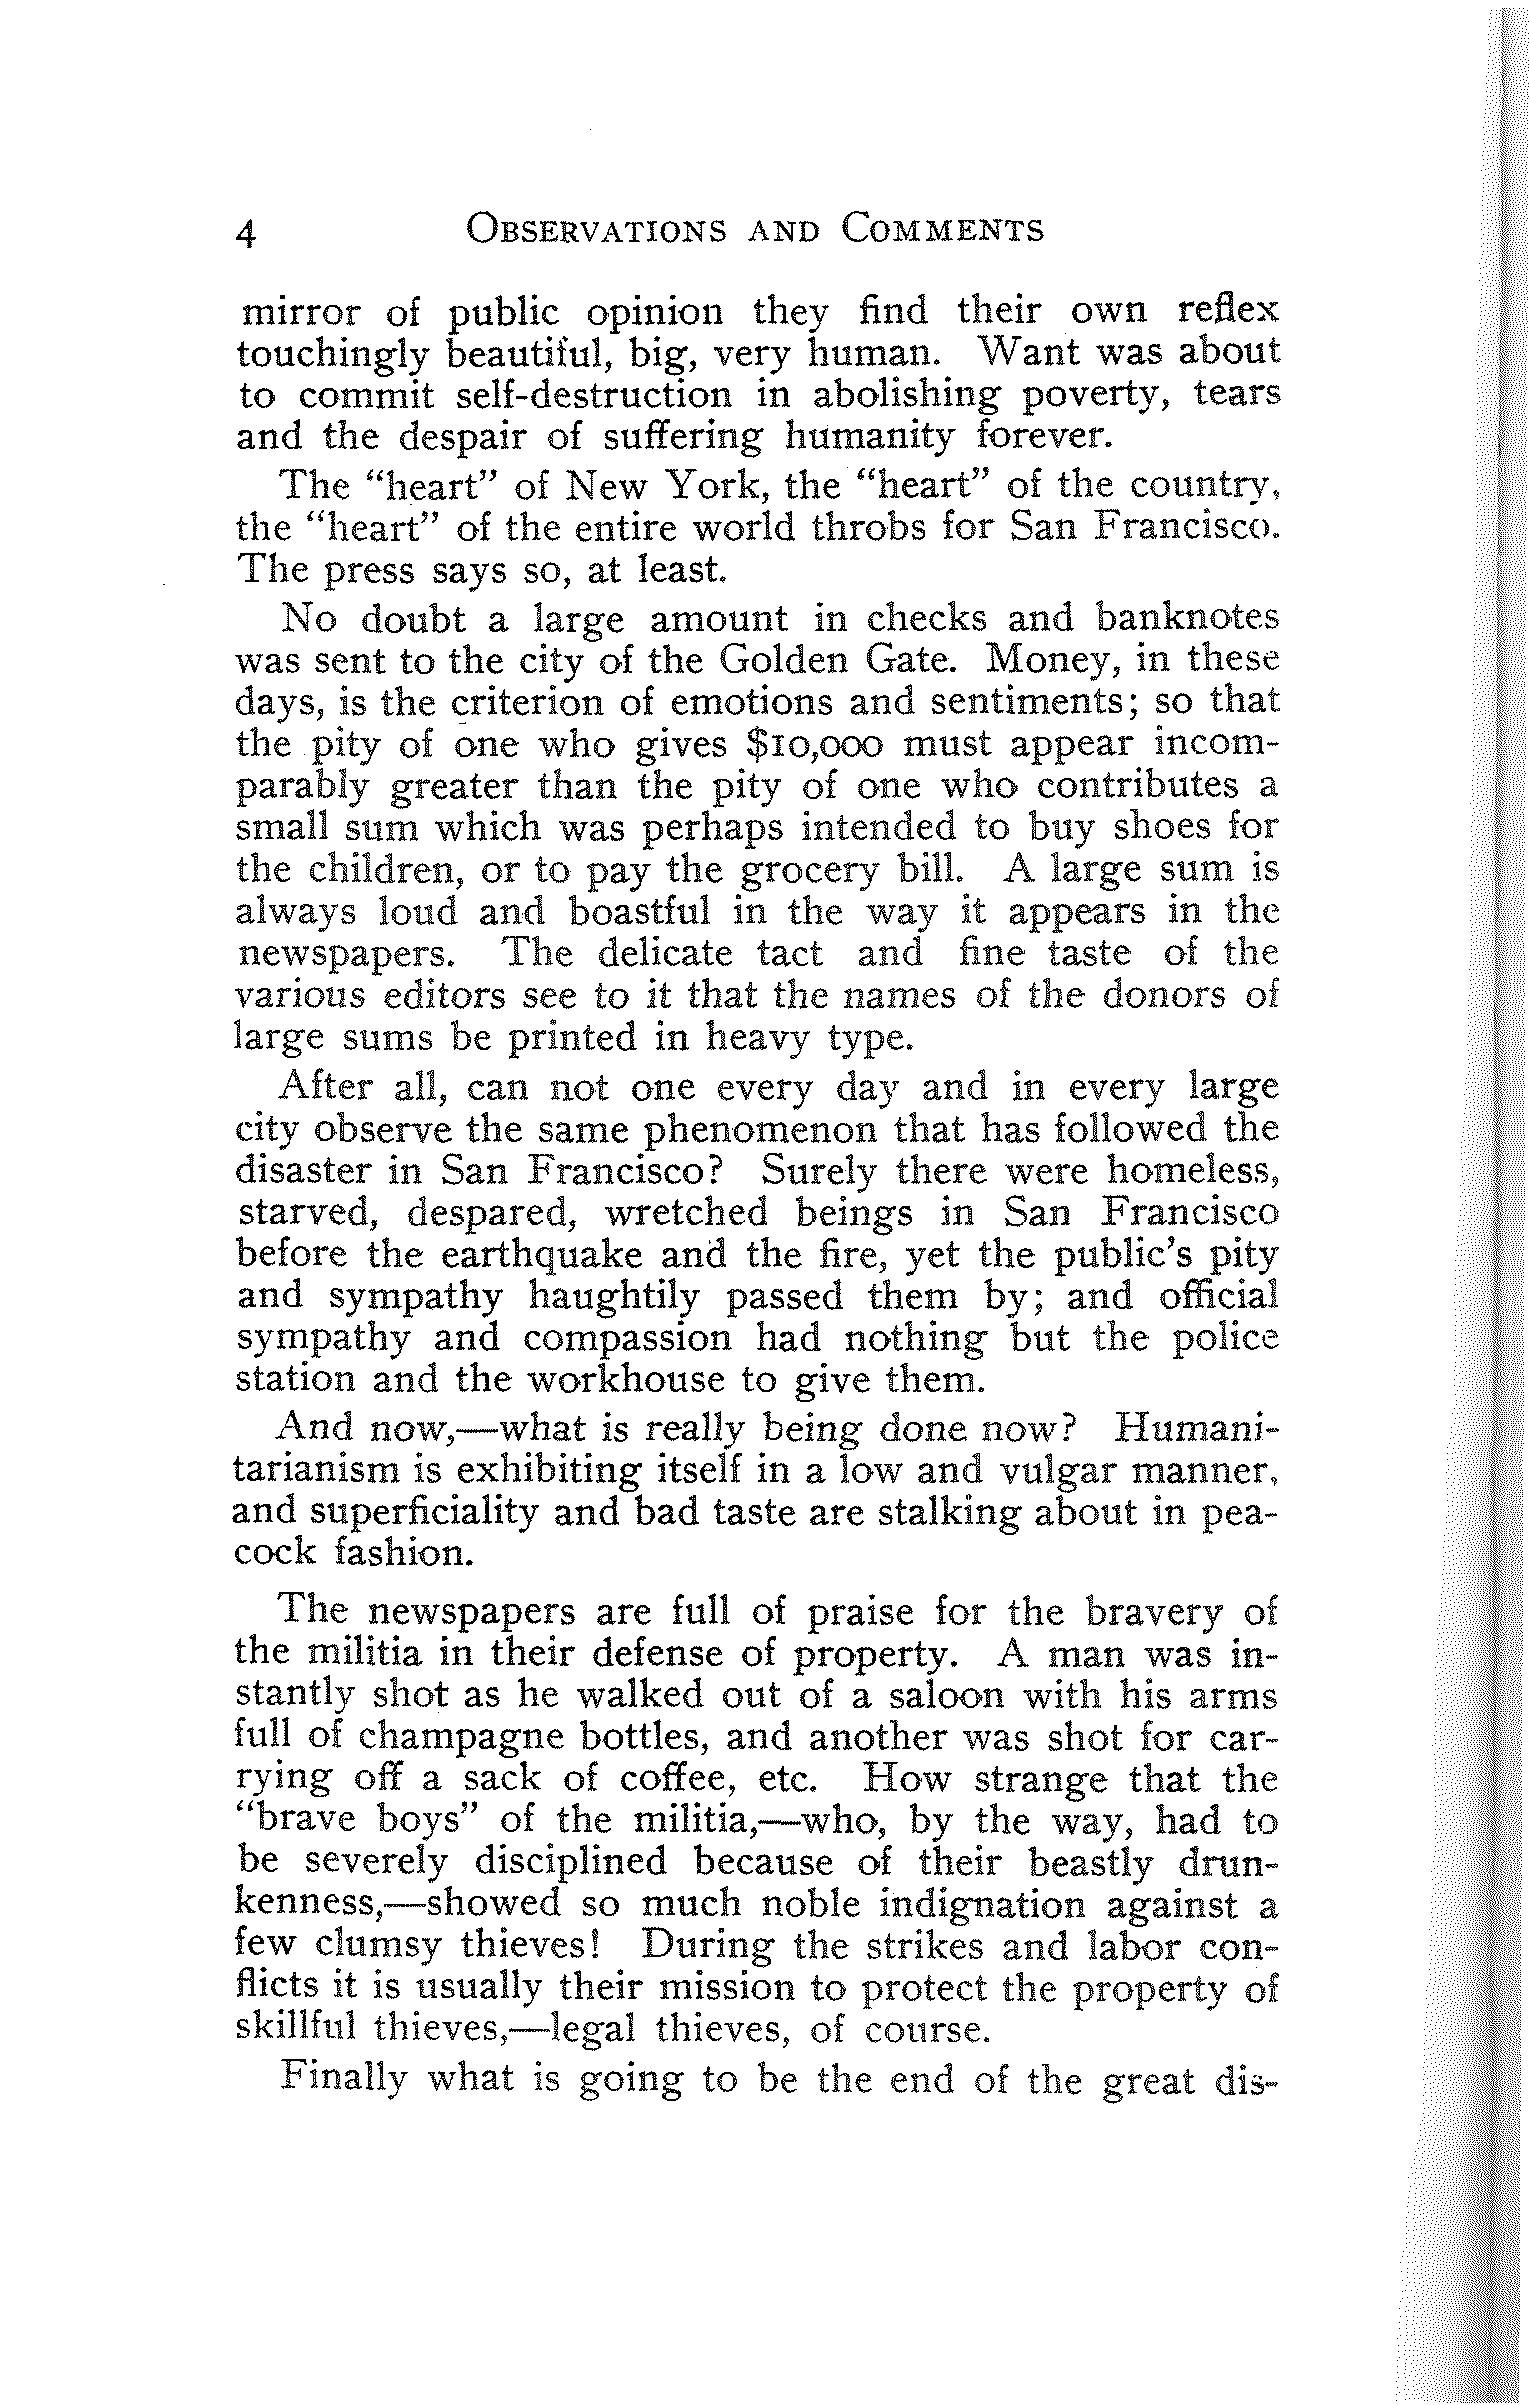 4 OBSERVATIONS AND COMMENTS
mirror of public opinion they find their own reflex
touchingly beautiful, big, very human. Want was about
to commit self-destruction in abolishing poverty, tears
and the despair of suffering humanity forever.
The "heart" of New York, the "heart" of the country,
the "heart" of the entire world throbs for San Francisco.
The press says so, at least.
No doubt a large amount in checks and banknotes
was sent to the city of the Golden Gate. Money, in these
days, is the criterion of emotions and sentiments; so that
the pity of one who gives $10,000 must appear incom-
parably greater than the pity of one who contributes a
small sum which was perhaps intended to buy shoes for
the children, or to pay the grocery bill. A large sum is
always loud and boastful in the way it appears in the
newspapers. The delicate tact and fine taste of the
various editors see to it that the names of the donors of
large sums be printed in heavy type.
After all, can not one every day and in every large
city observe the same phenomenon that has followed the
disaster in San Francisco? Surely there were homeless,
starved, despared, wretched beings in San Francisco
before the earthquake and the fire, yet the public's pity
and sympathy haughtily passed them by; and official
sympathy and compassion had nothing but the police
station and the workhouse to give them.
And now,—what is really being done now? Humani-
tarianism is exhibiting itself in a low and vulgar manner,
and superficiality and bad taste are stalking about in pea-
cock fashion.
The newspapers are full of praise for the bravery of
the militia in their defense of property. A man was in-
stantly shot as he walked out of a saloon with his arms
full of champagne bottles, and another was shot for car-
rying off a sack of coffee, etc. How strange that the
"brave boys" of the militia,—who, by the way, had to
be severely disciplined because of their beastly drun-
kenness,—showed so much noble indignation against a
few clumsy thieves! During the strikes and labor con-
flicts it is usually their mission to protect the property of
skillful thieves,—legal thieves, of course.
Finally what is going to be the end of the great dis-